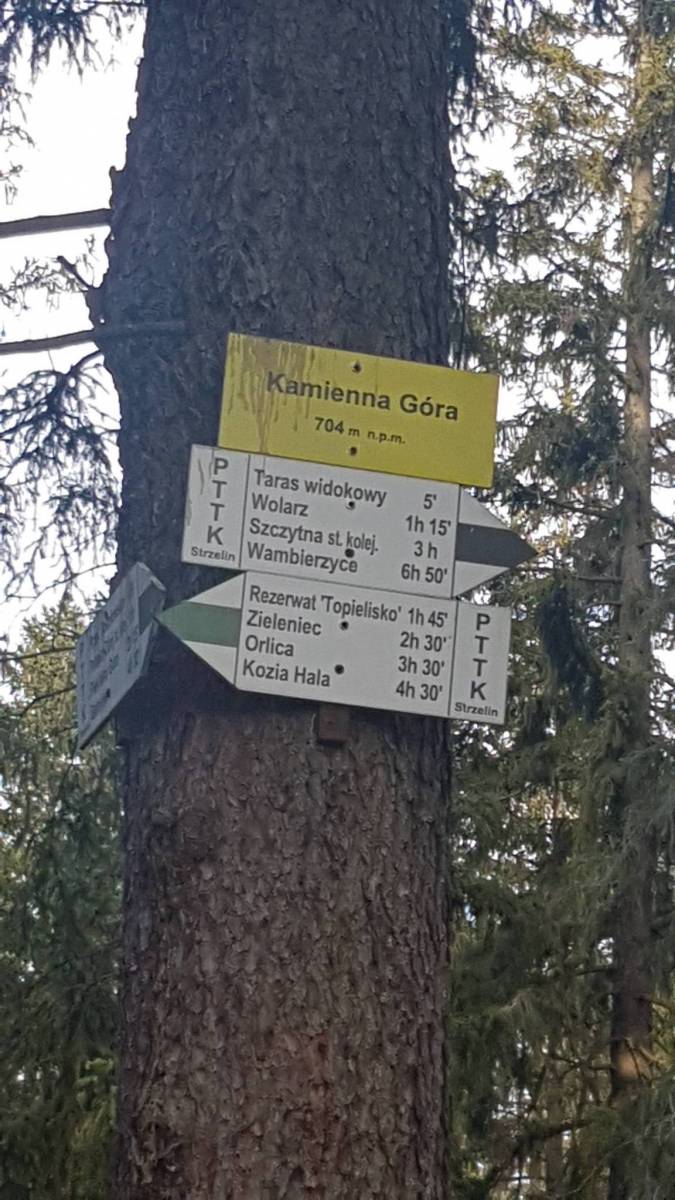 Kamienna Góra
704 m n.p.m.
PTTK
Strzelin
Taras widokowy 5'
Wolarz 1h 15'
Szczytna st. kolej. 3 h
Wambierzyce 6h 50'
Rezerwat 'Topielisko' 1h 45'
Zieleniec 2h 30'
Orlica 3h 30'
Kozia Hala 4h 30'
PTTK
Strzelin